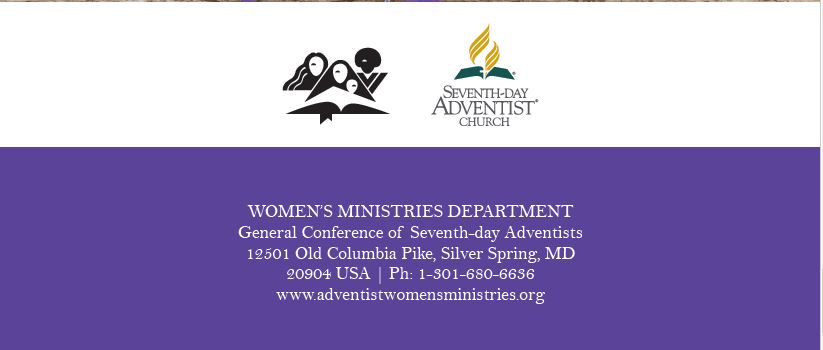 SEVENTH-DAY
ADVENTIST®
CHURCH
WOMEN'S MINISTRIES DEPARTMENT
General Conference of Seventh-day Adventists
12501 Old Columbia Pike, Silver Spring, MD
20904 USA | Ph: 1-301-680-6636
www.adventistwomensministries.org